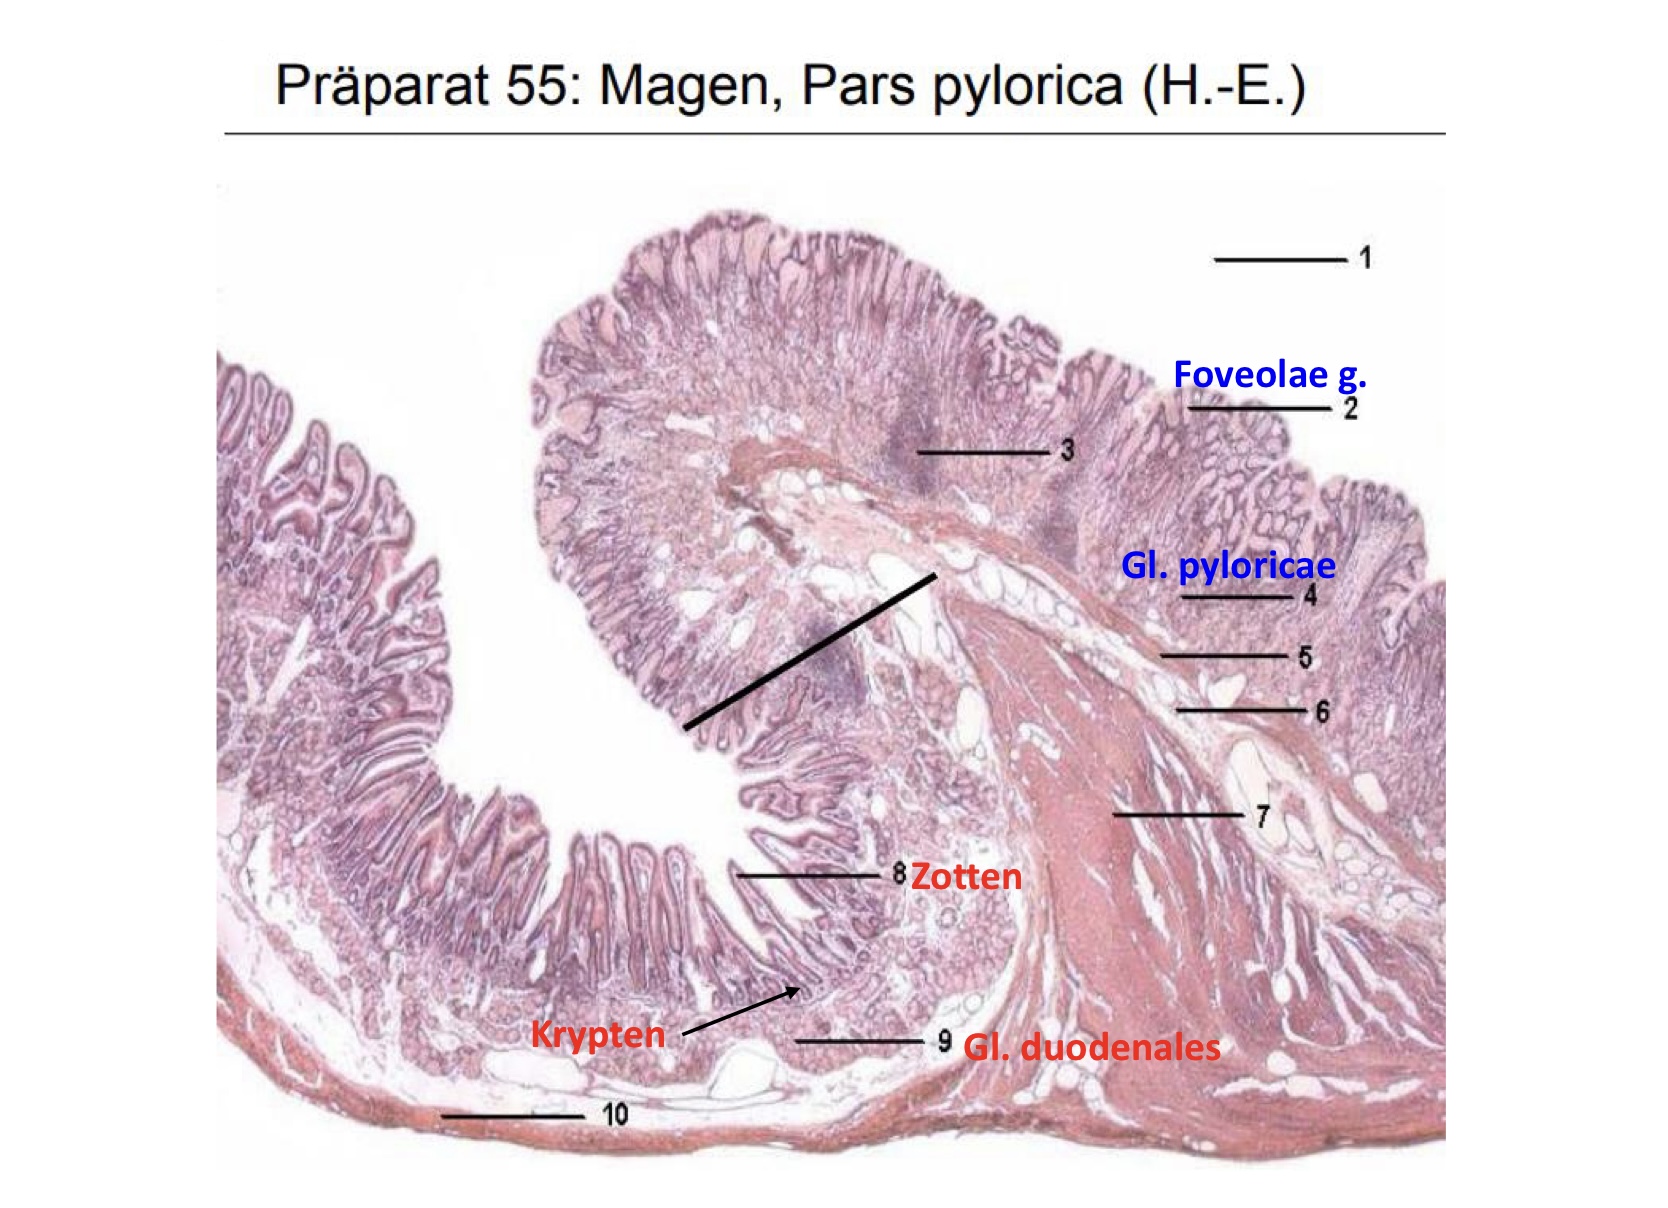 Präparat 55: Magen, Pars pylorica (H.-E.)
1
Foveolae g.
2
3
Gl. pyloricae
4
5
6
7
8 Zotten
Krypten
9 Gl. duodenales
10